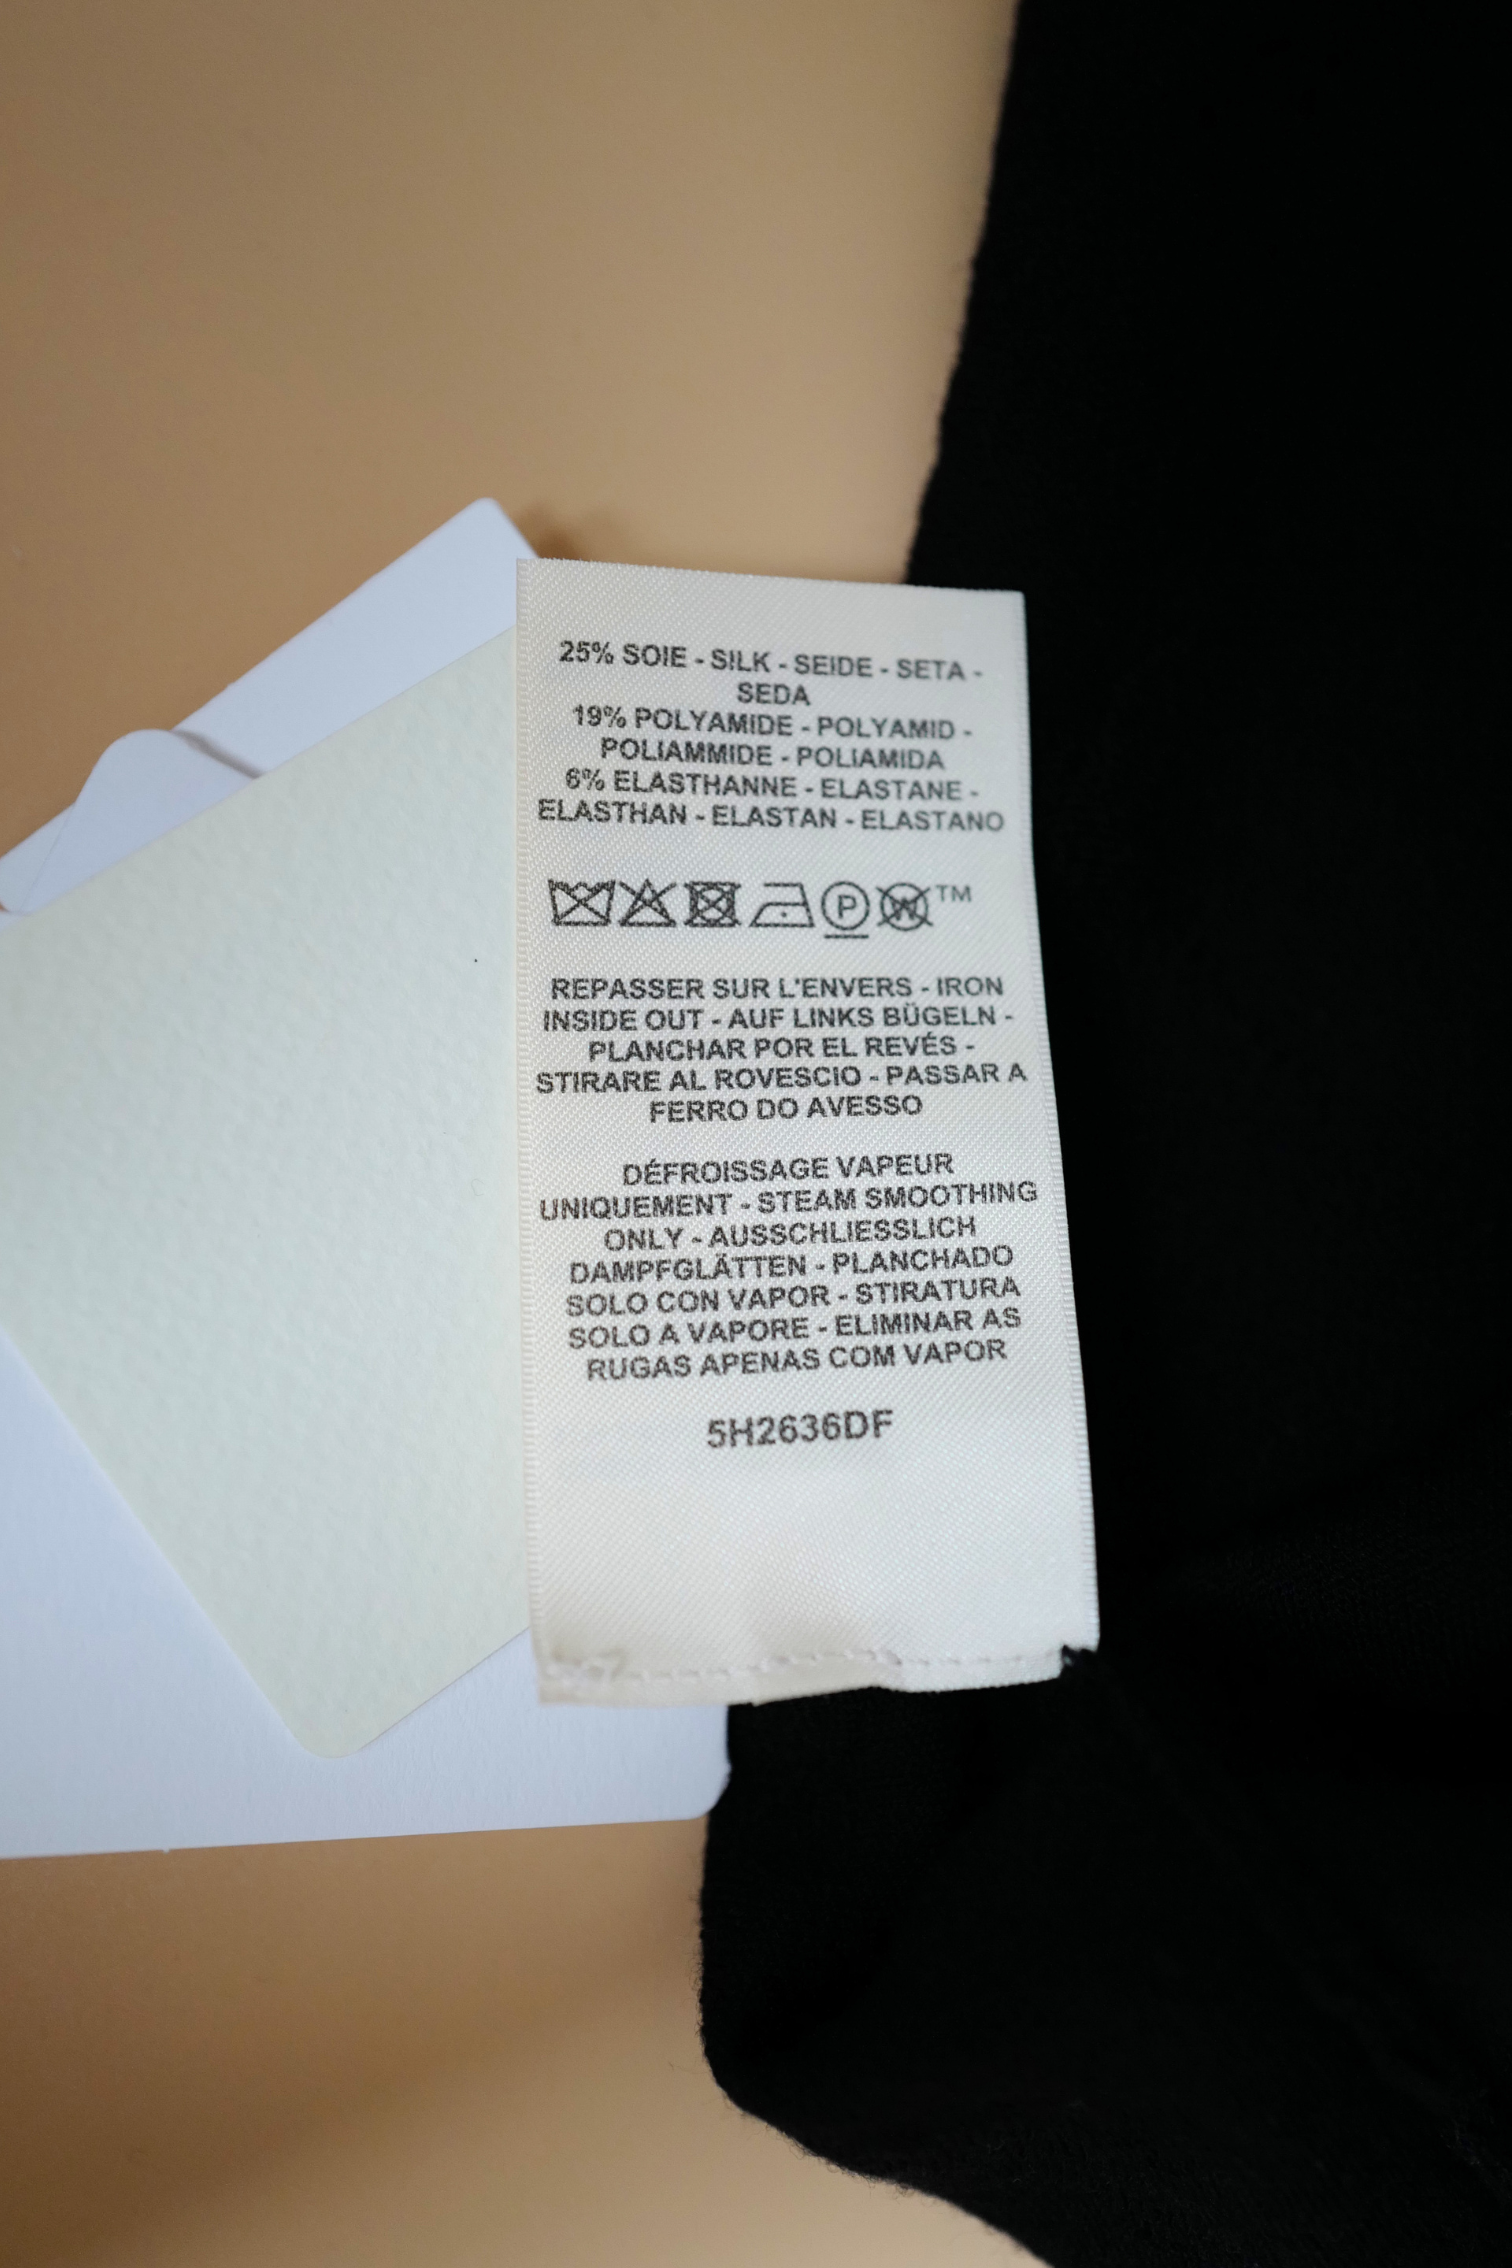 25% SOIE - SILK - SEIDE - SETA -
SEDA
19% POLYAMIDE - POLYAMID -
POLIAMMIDE - POLIAMIDA
6% ELASTHANNE - ELASTANE -
ELASTHAN - ELASTAN - ELASTANO
P W TM
REPASSER SUR L'ENVERS - IRON
INSIDE OUT - AUF LINKS BÜGELN -
PLANCHAR POR EL REVÉS -
STIRARE AL ROVESCIO - PASSAR A
FERRO DO AVESSO
DÉFROISSAGE VAPEUR
UNIQUEMENT - STEAM SMOOTHING
ONLY - AUSSCHLIESSLICH
DAMPFGLÄTTEN - PLANCHADO
SOLO CON VAPOR - STIRATURA
SOLO A VAPORE - ELIMINAR AS
RUGAS APENAS COM VAPOR
5H2636DF